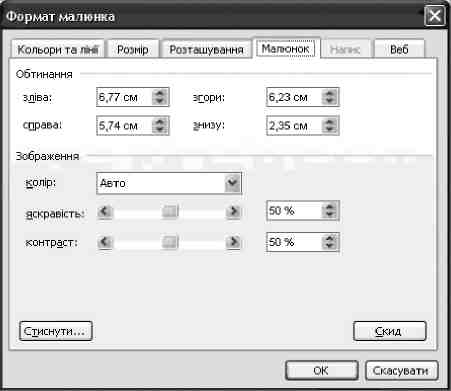 Формат малюнка
Кольори та лінії Розмір Розташування Малюнок Напис Веб
Обтинання
зліва: 6,77 см згори: 6,23 см
справа: 5,74 см знизу: 2,35 см
Зображення
колір: Авто
яскравість: 50 %
контраст: 50 %
Стиснути... Скид
ОК Скасувати